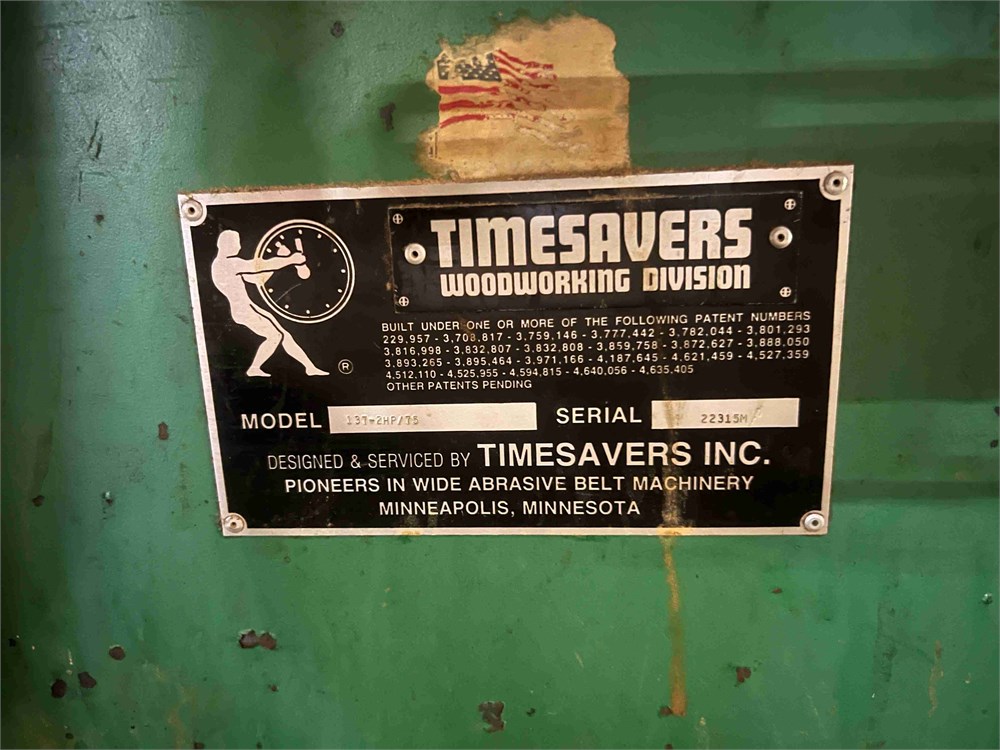 TIMESAVERS
WOODWORKING DIVISION
BUILT UNDER ONE OR MORE OF THE FOLLOWING PATENT NUMBERS
229,957 - 3,708,817 - 3,759,146 - 3,777,442 - 3,782,044 - 3,801,293
3,816,998 - 3,832,807 - 3,832,808 - 3,859,758 - 3,872,627 - 3,888,050
3,893,265 - 3,895,464 - 3,971,166 - 4,187,645 - 4,621,459 - 4,527,359
4,512,110 - 4,525,955 - 4,594,815 - 4,640,056 - 4,635,405
OTHER PATENTS PENDING
®
MODEL 137-2HP/75 SERIAL 22315M
DESIGNED & SERVICED BY TIMESAVERS INC.
PIONEERS IN WIDE ABRASIVE BELT MACHINERY
MINNEAPOLIS, MINNESOTA